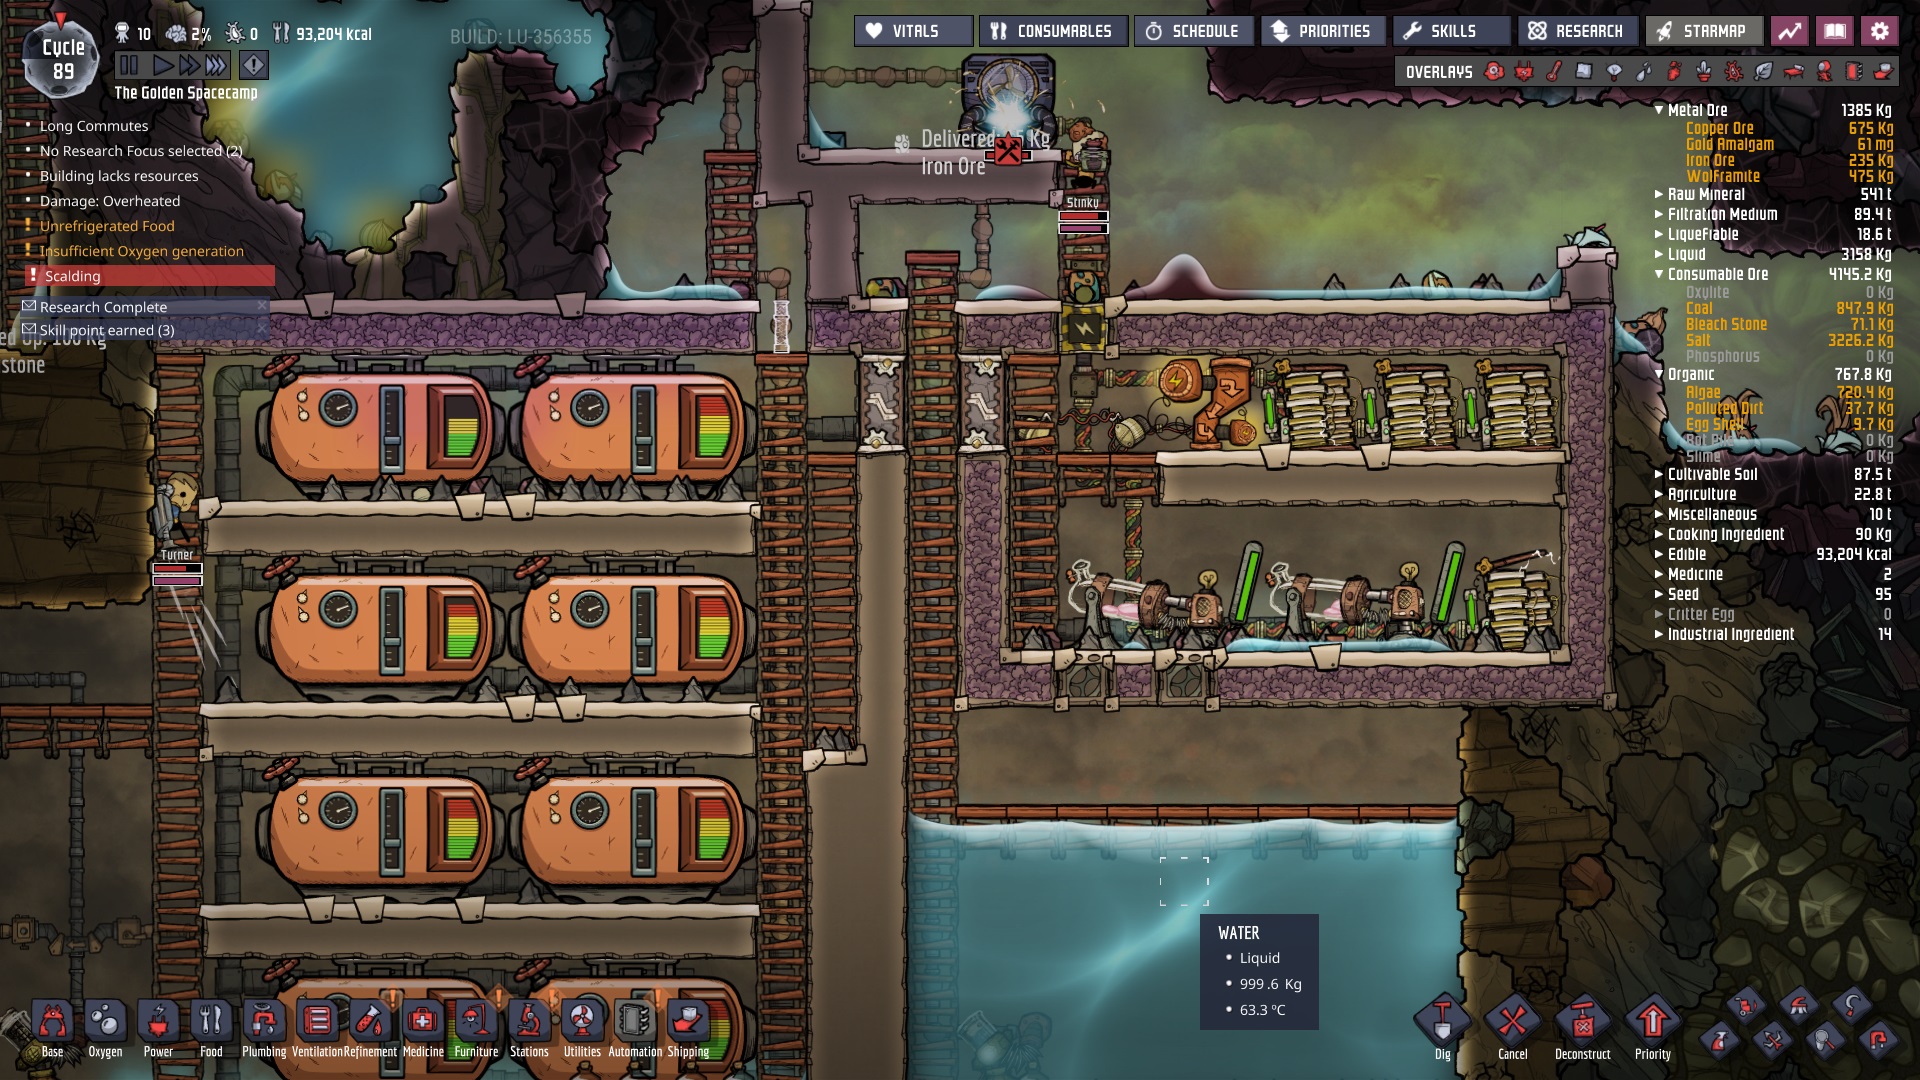 Cycle
89
10
2%
0
93,204 kcal
BUILD: LU-356355
The Golden Spacecamp
VITALS
CONSUMABLES
SCHEDULE
PRIORITIES
SKILLS
RESEARCH
STARMAP
OVERLAYS
Long Commutes
No Research Focus selected (2)
Building lacks resources
Damage: Overheated
Unrefrigerated Food
Insufficient Oxygen generation
Scalding
Research Complete
Skill point earned (3)
stone
Delivered
Kg
Iron Ore
Stinky
Turner
Metal Ore 1385 Kg
Copper Ore 675 Kg
Gold Amalgam 61 mg
Iron Ore 235 Kg
Wolframite 475 Kg
Raw Mineral 541 t
Filtration Medium 89.4 t
Liquefiable 18.6 t
Liquid 3158 Kg
Consumable Ore 4145.2 Kg
Oxylite 0 Kg
Coal 847.9 Kg
Bleach Stone 71.1 Kg
Salt 3226.2 Kg
Phosphorus 0 Kg
Organic 767.8 Kg
Algae 720.4 Kg
Polluted Dirt 37.7 Kg
Egg Shell 9.7 Kg
0 Kg
Slime 0 Kg
Cultivable Soil 87.5 t
Agriculture 22.8 t
Miscellaneous 10 t
Cooking Ingredient 90 Kg
Edible 93,204 kcal
Medicine 2
Seed 95
Critter Egg 0
Industrial Ingredient 14
WATER
Liquid
999.6 Kg
63.3 ºC
Base
Oxygen
Power
Food
Plumbing
Ventilation
Refinement
Medicine
Furniture
Stations
Utilities
Automation
Shipping
Dig
Cancel
Deconstruct
Priority